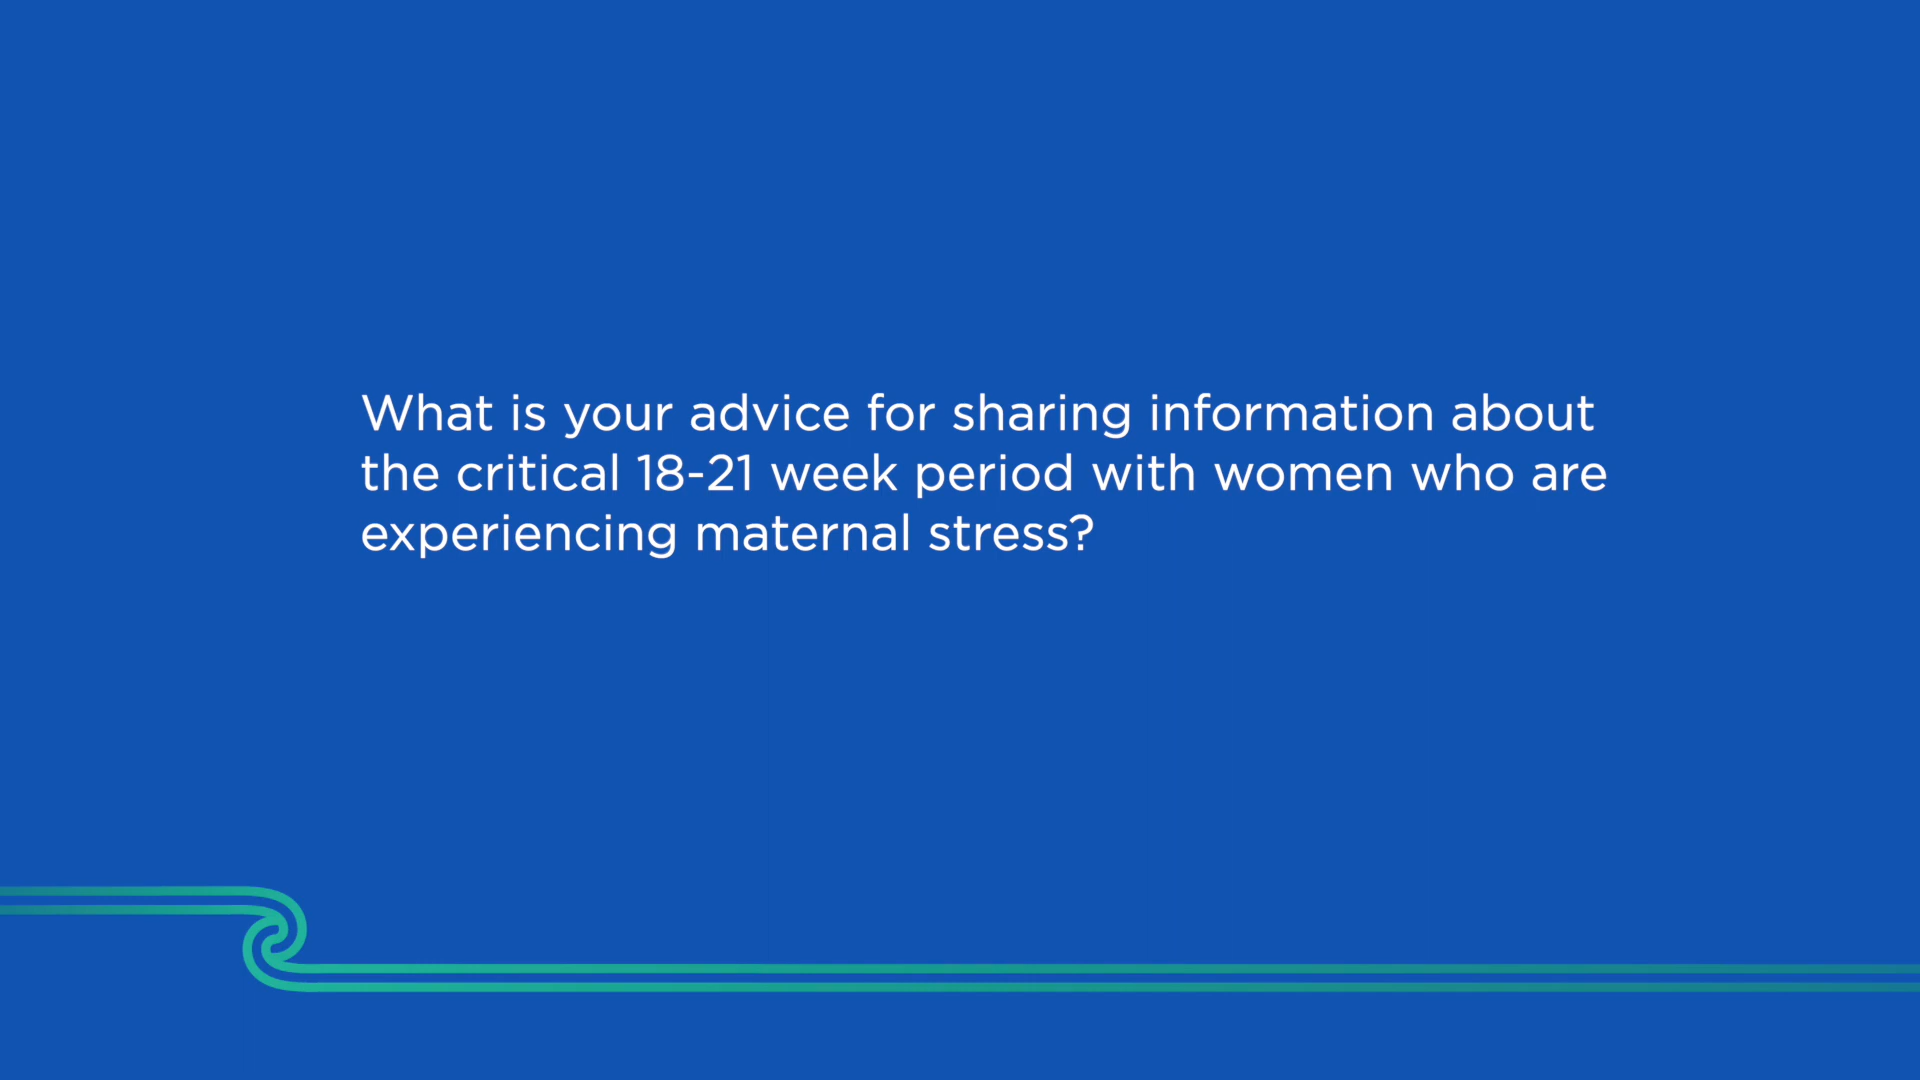 What is your advice for sharing information about
the critical 18-21 week period with women who are
experiencing maternal stress?